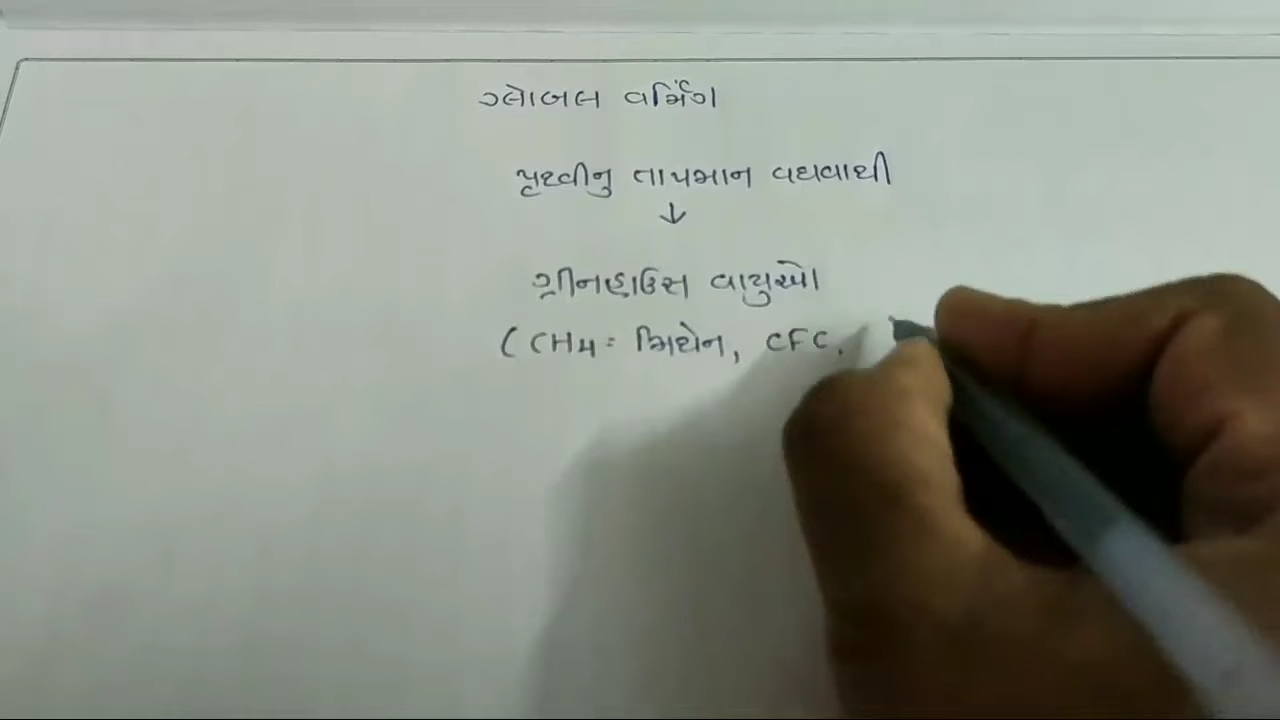 ગ્લોબલ વર્મિંગ
પૃથ્વીનુ તાપમાન વધવાથી
↓
ગ્રીનહાઉસ વાયુઓ
( CH4 = મિથેન, CFC,